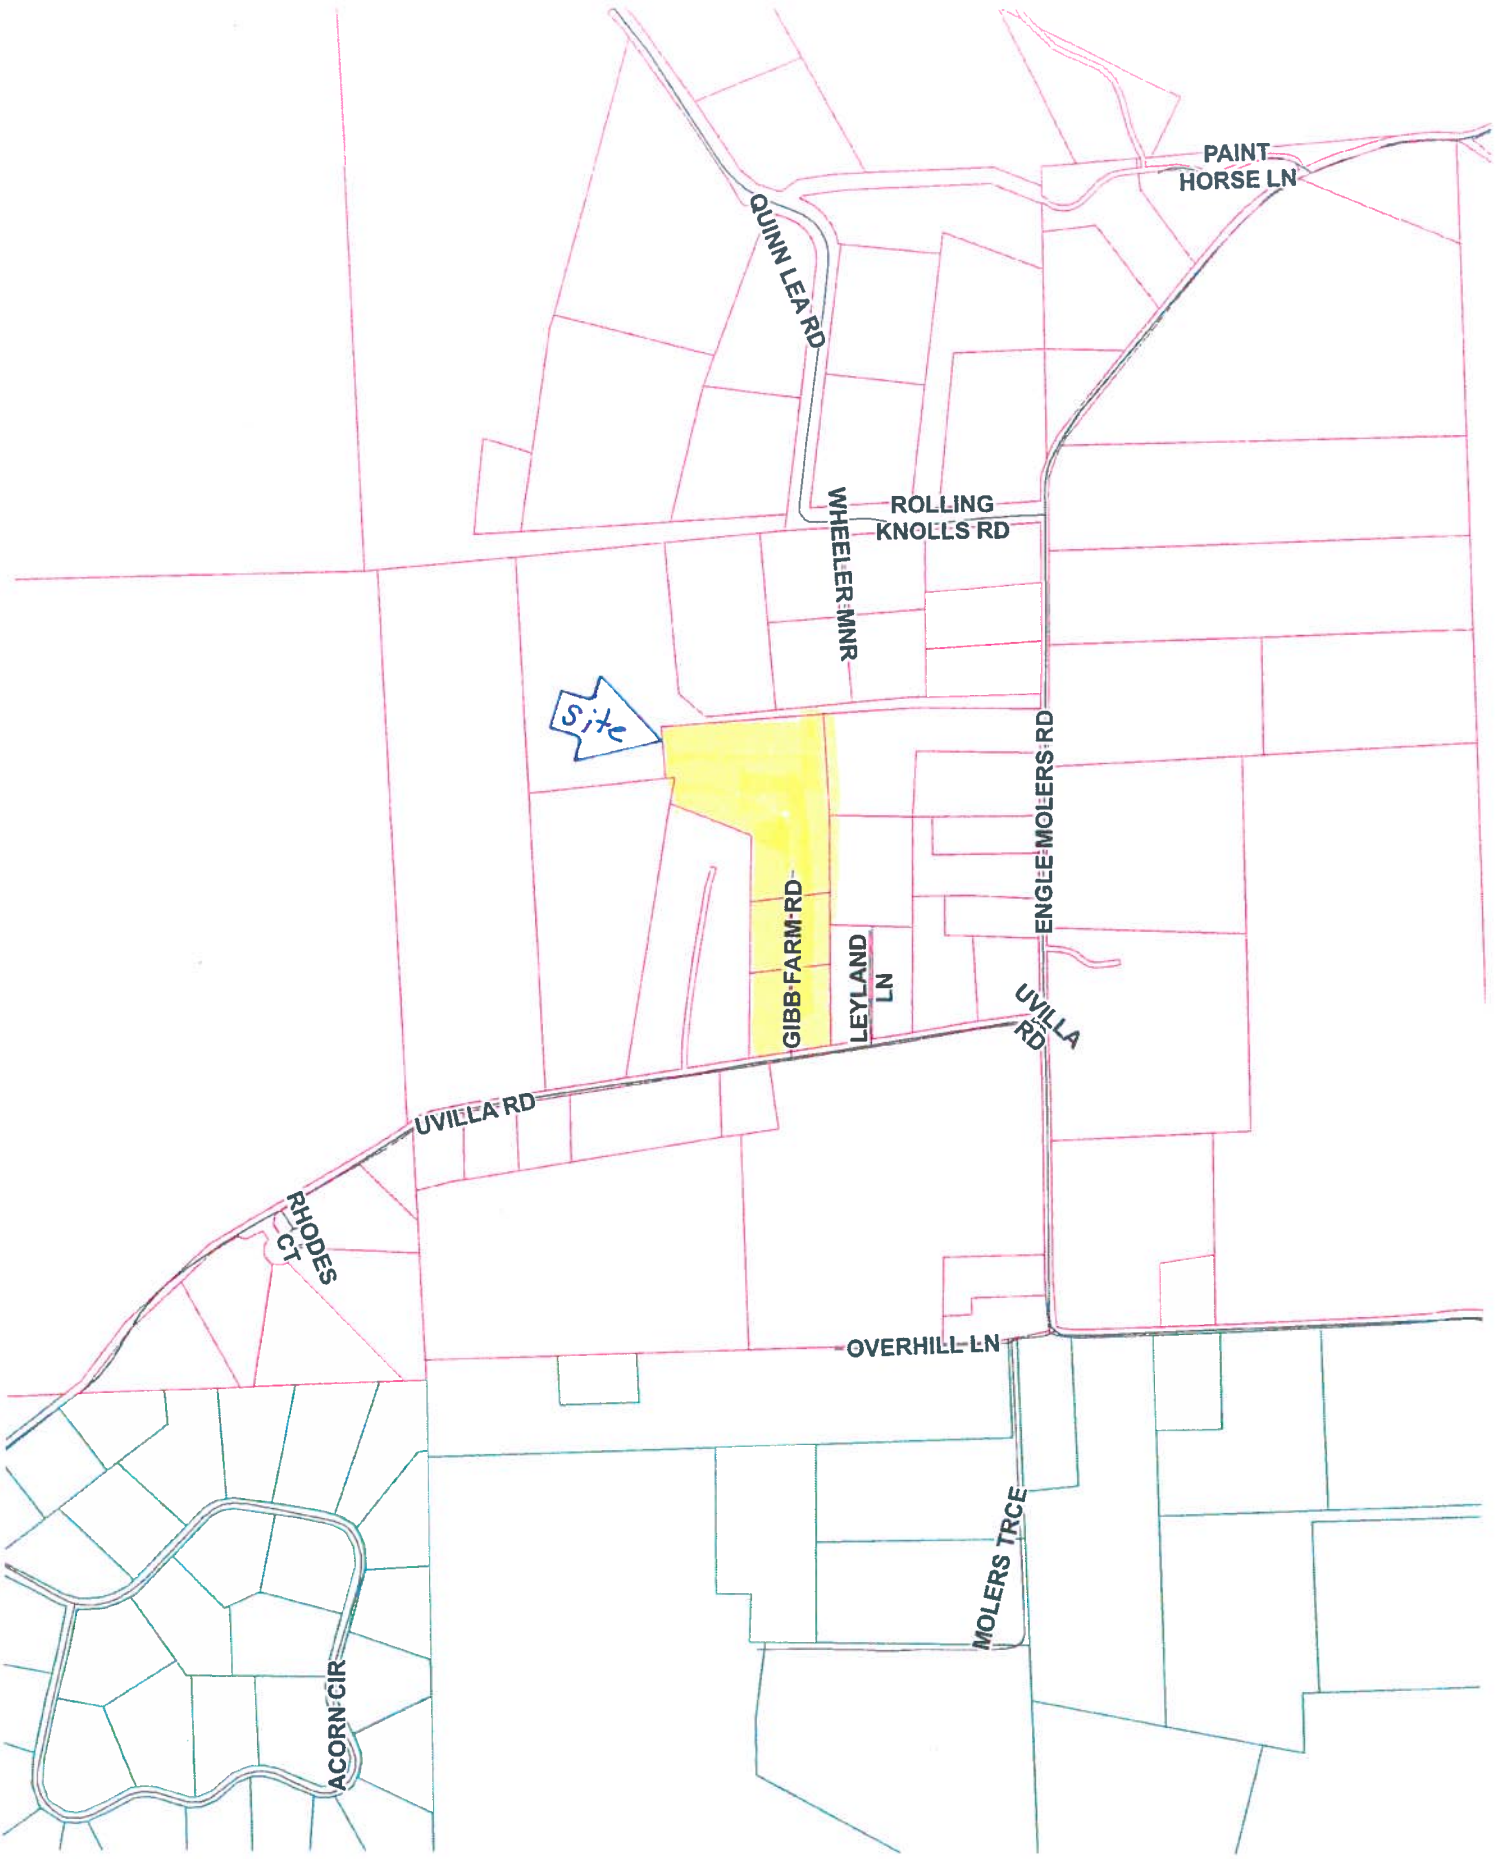 PAINT
HORSE LN
QUINN LEA RD
ROLLING
KNOLLS RD
WHEELER MNR
Site
ENGLE MOLERS RD
GIBB FARM RD
LEYLAND
LN
UVILLA
RD
UVILLA RD
RHODES
CT
OVERHILL LN
MOLERS TRCE
ACORN CIR